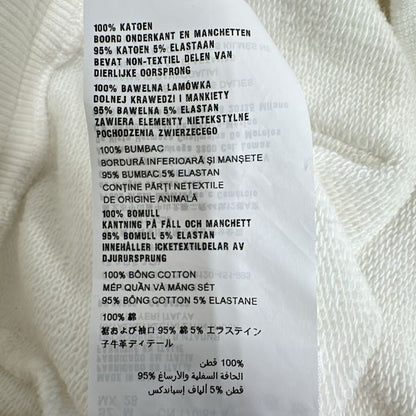 100% KATOEN
BOORD ONDERKANT EN MANCHETTEN
95% KATOEN 5% ELASTAAN
BEVAT NON-TEXTIEL DELEN VAN
DIERLIJKE OORSPRONG
100% BAWELNA LAMÓWKA
DOLNEJ KRAWEDZI I MANKIETY
95% BAWELNA 5% ELASTAN
ZAWIERA ELEMENTY NIETEKSTYLNE
POCHODZENIA ZWIERZECEGO
100% BUMBAC
BORDURĂ INFERIOARĂ ȘI MANȘETE
95% BUMBAC 5% ELASTAN
CONȚINE PĂRȚI NETEXTILE
DE ORIGINE ANIMALĂ
100% BOMULL
KANTNING PÅ FÅLL OCH MANCHETT
95% BOMULL 5% ELASTAN
INNEHÅLLER ICKETEXTILDELAR AV
DJURURSPRUNG
100% BÔNG COTTON
MÉP QUẦN VÀ MĂNG SÉT
95% BÔNG COTTON 5% ELASTANE
100% 綿
裾および袖口 95% 綿 5% エラステイン
子牛革ディテール
100% قطن
الحافة السفلية والأرساغ 95%
قطن 5% ألياف إسباندكس